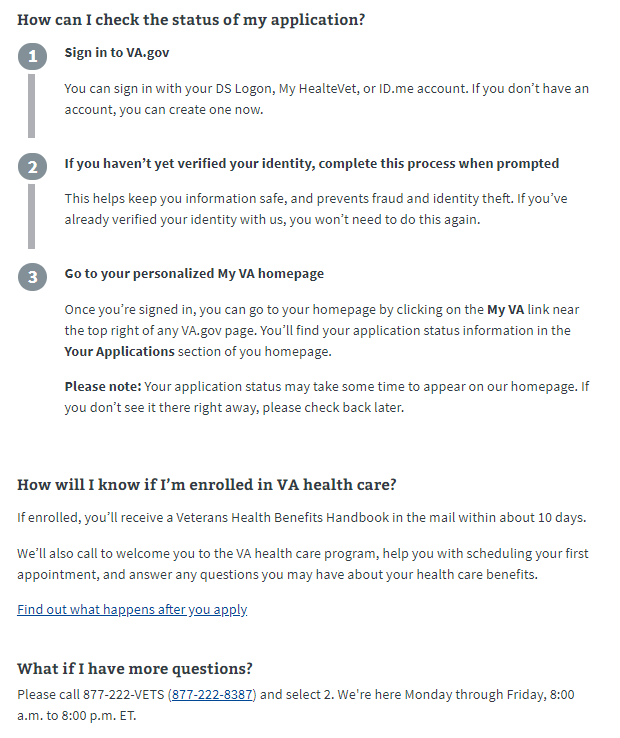 How can I check the status of my application?
1
Sign in to VA.gov
You can sign in with your DS Logon, My HealteVet, or ID.me account. If you don't have an
account, you can create one now.
2
If you haven't yet verified your identity, complete this process when prompted
This helps keep you information safe, and prevents fraud and identity theft. If you've
already verified your identity with us, you won't need to do this again.
3
Go to your personalized My VA homepage
Once you're signed in, you can go to your homepage by clicking on the My VA link near
the top right of any VA.gov page. You'll find your application status information in the
Your Applications section of you homepage.
Please note: Your application status may take some time to appear on our homepage. If
you don't see it there right away, please check back later.
How will I know if I'm enrolled in VA health care?
If enrolled, you'll receive a Veterans Health Benefits Handbook in the mail within about 10 days.
We'll also call to welcome you to the VA health care program, help you with scheduling your first
appointment, and answer any questions you may have about your health care benefits.
Find out what happens after you apply
What if I have more questions?
Please call 877-222-VETS (877-222-8387) and select 2. We're here Monday through Friday, 8:00
a.m. to 8:00 p.m. ET.